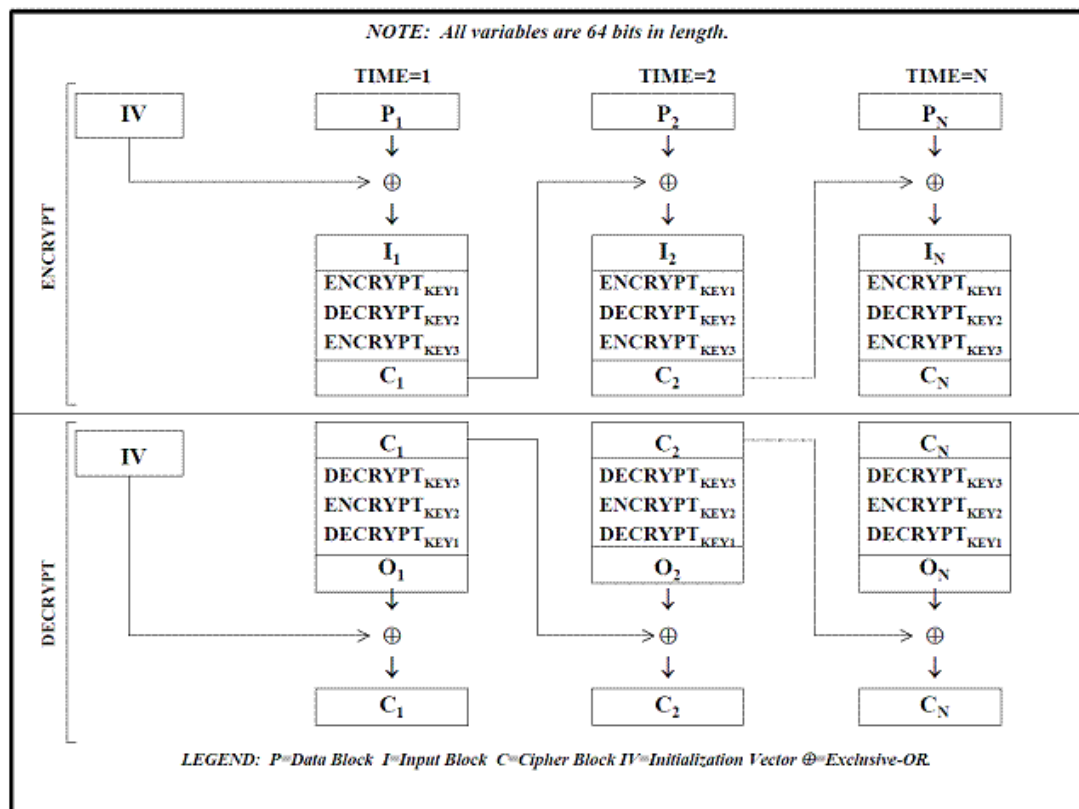 NOTE: All variables are 64 bits in length.
TIME=1 TIME=2 TIME=N
IV P1 P2 PN
⊕ ⊕ ⊕
ENCRYPT
I1 I2 IN
ENCRYPTKEY1 ENCRYPTKEY1 ENCRYPTKEY1
DECRYPTKEY2 DECRYPTKEY2 DECRYPTKEY2
ENCRYPTKEY3 ENCRYPTKEY3 ENCRYPTKEY3
C1 C2 CN
IV C1 C2 CN
DECRYPTKEY3 DECRYPTKEY3 DECRYPTKEY3
ENCRYPTKEY2 ENCRYPTKEY2 ENCRYPTKEY2
DECRYPTKEY1 DECRYPTKEY1 DECRYPTKEY1
O1 O2 ON
DECRYPT
⊕ ⊕ ⊕
C1 C2 CN
LEGEND: P=Data Block I=Input Block C=Cipher Block IV=Initialization Vector ⊕=Exclusive-OR.